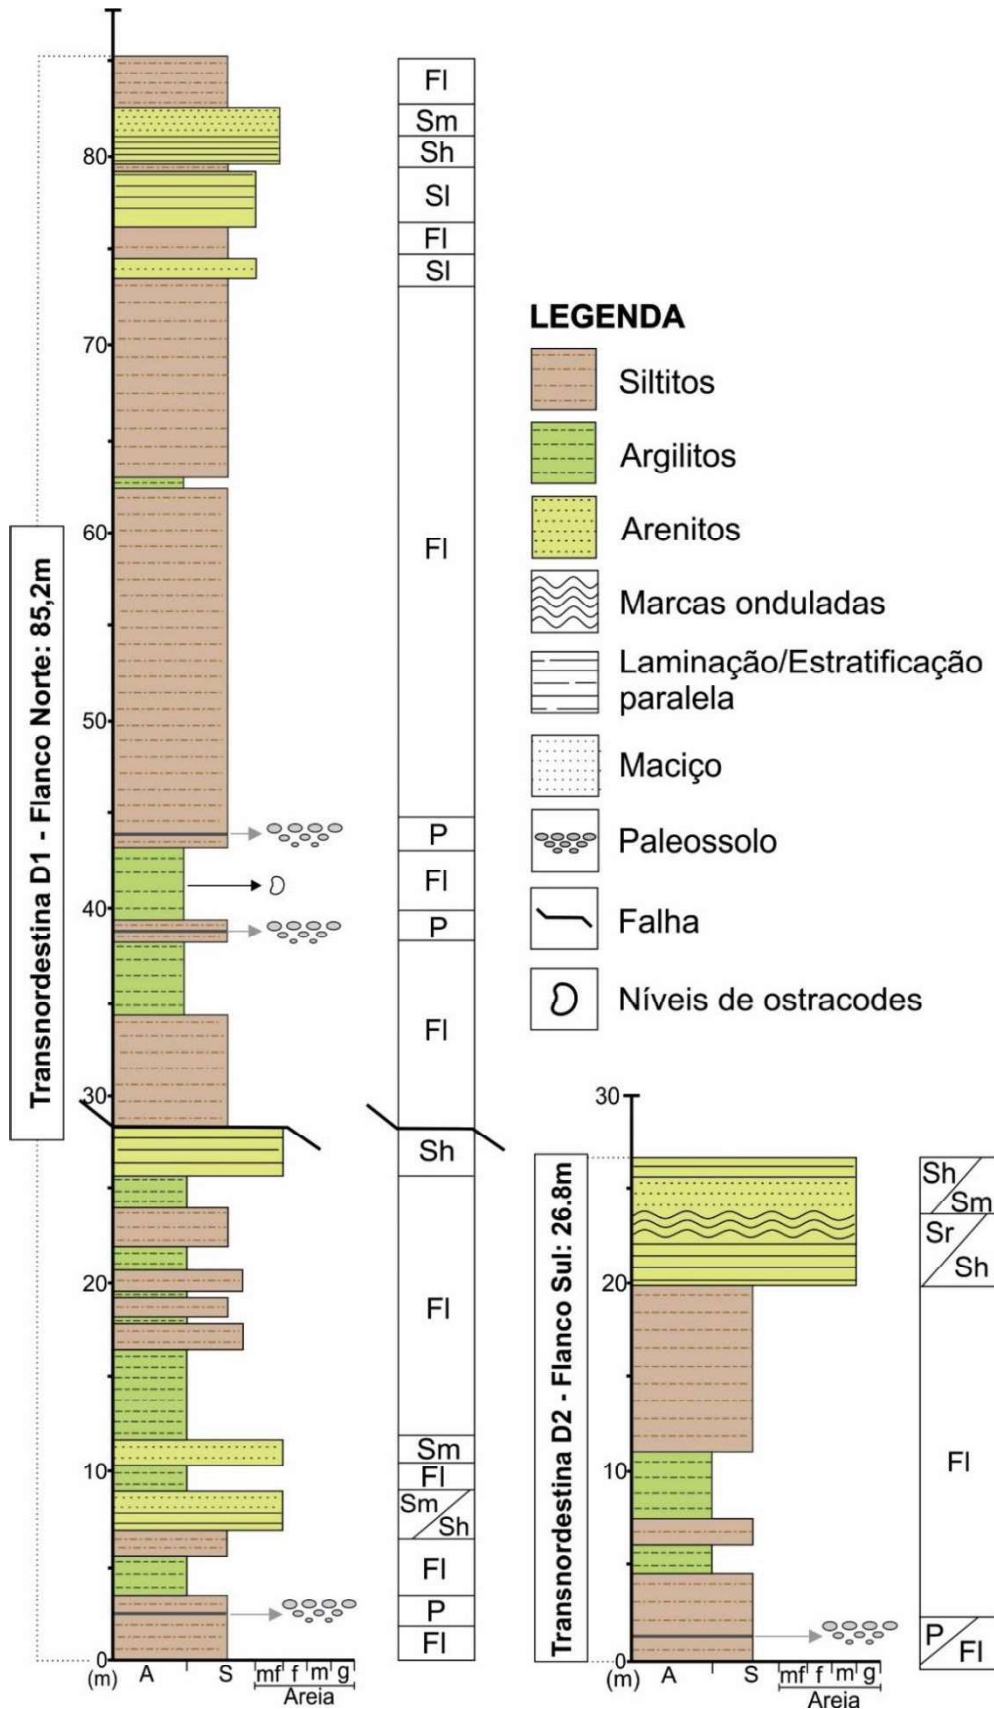 Transnordestina D1 - Flanco Norte: 85,2m
80
70
60
50
40
30
20
10
0
(m)
A
S
mf
f
m
g
Areia
Fl
Sm
Sh
Sl
Fl
Sl
Fl
P
Fl
P
Fl
Sh
Fl
Sm
Fl
Sm
Sh
Fl
P
Fl
LEGENDA
Siltitos
Argilitos
Arenitos
Marcas onduladas
Laminação/Estratificação
paralela
Maciço
Paleossolo
Falha
Níveis de ostracodes
Transnordestina D2 - Flanco Sul: 26.8m
30
20
10
0
(m)
A
S
mf
f
m
g
Areia
Sh
Sm
Sr
Sh
Fl
P
Fl